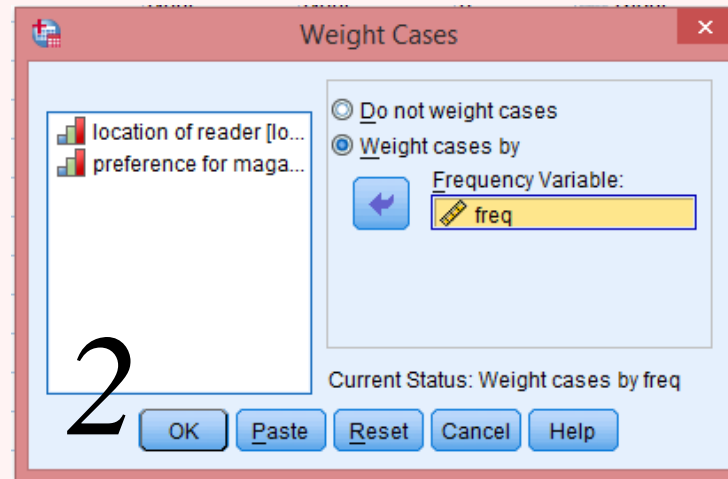 Weight Cases
×
location of reader [lo...
preference for maga...
Do not weight cases
Weight cases by
Frequency Variable:
freq
Current Status: Weight cases by freq
2
OK Paste Reset Cancel Help